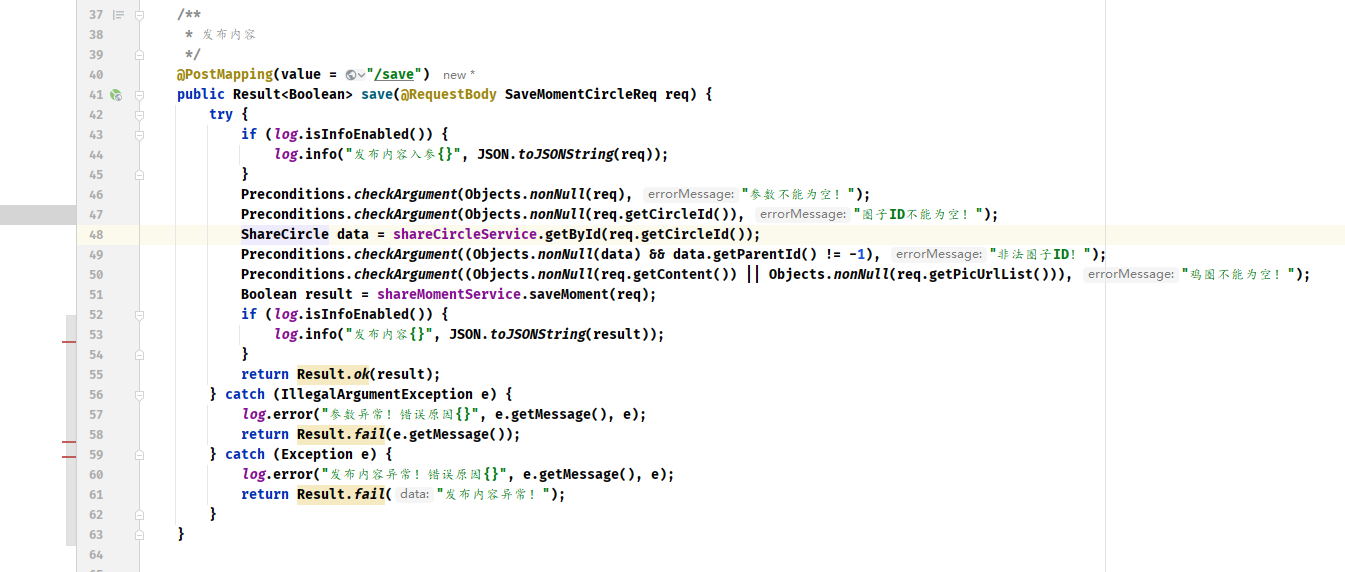 37 /**
38 * 发布内容
39 */
40 @PostMapping(value = "/save") new *
41 public Result<Boolean> save(@RequestBody SaveMomentCircleReq req) {
42 try {
43 if (log.isInfoEnabled()) {
44 log.info("发布内容入参{}", JSON.toJSONString(req));
45 }
46 Preconditions.checkArgument(Objects.nonNull(req), errorMessage: "参数不能为空！");
47 Preconditions.checkArgument(Objects.nonNull(req.getCircleId()), errorMessage: "圈子ID不能为空！");
48 ShareCircle data = shareCircleService.getById(req.getCircleId());
49 Preconditions.checkArgument((Objects.nonNull(data) && data.getParentId() != -1), errorMessage: "非法圈子ID！");
50 Preconditions.checkArgument((Objects.nonNull(req.getContent()) || Objects.nonNull(req.getPicUrlList())), errorMessage: "鸡圈不能为空！");
51 Boolean result = shareMomentService.saveMoment(req);
52 if (log.isInfoEnabled()) {
53 log.info("发布内容{}", JSON.toJSONString(result));
54 }
55 return Result.ok(result);
56 } catch (IllegalArgumentException e) {
57 log.error("参数异常！错误原因{}", e.getMessage(), e);
58 return Result.fail(e.getMessage());
59 } catch (Exception e) {
60 log.error("发布内容异常！错误原因{}", e.getMessage(), e);
61 return Result.fail( data: "发布内容异常！");
62 }
63 }
64